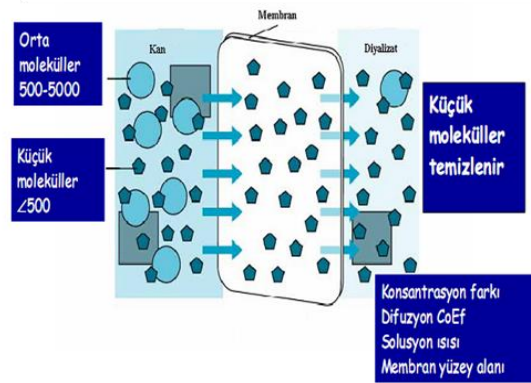 Membran
Orta
moleküller
500-5000
Kan
Diyalizat
Küçük
moleküller
temizlenir
Küçük
moleküller
∠500
Konsantrasyon farkı
Difuzyon CoEf
Solusyon ısısı
Membran yüzey alanı